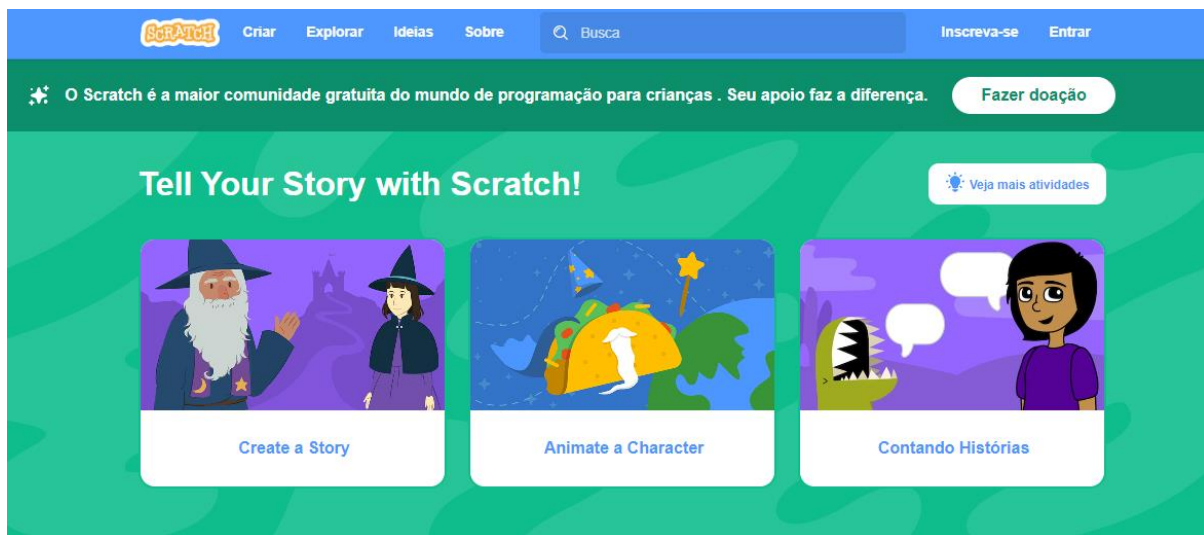 SCRATCH Criar Explorar Ideias Sobre Busca Inscreva-se Entrar
O Scratch é a maior comunidade gratuita do mundo de programação para crianças . Seu apoio faz a diferença. Fazer doação
Tell Your Story with Scratch! Veja mais atividades
Create a Story Animate a Character Contando Histórias